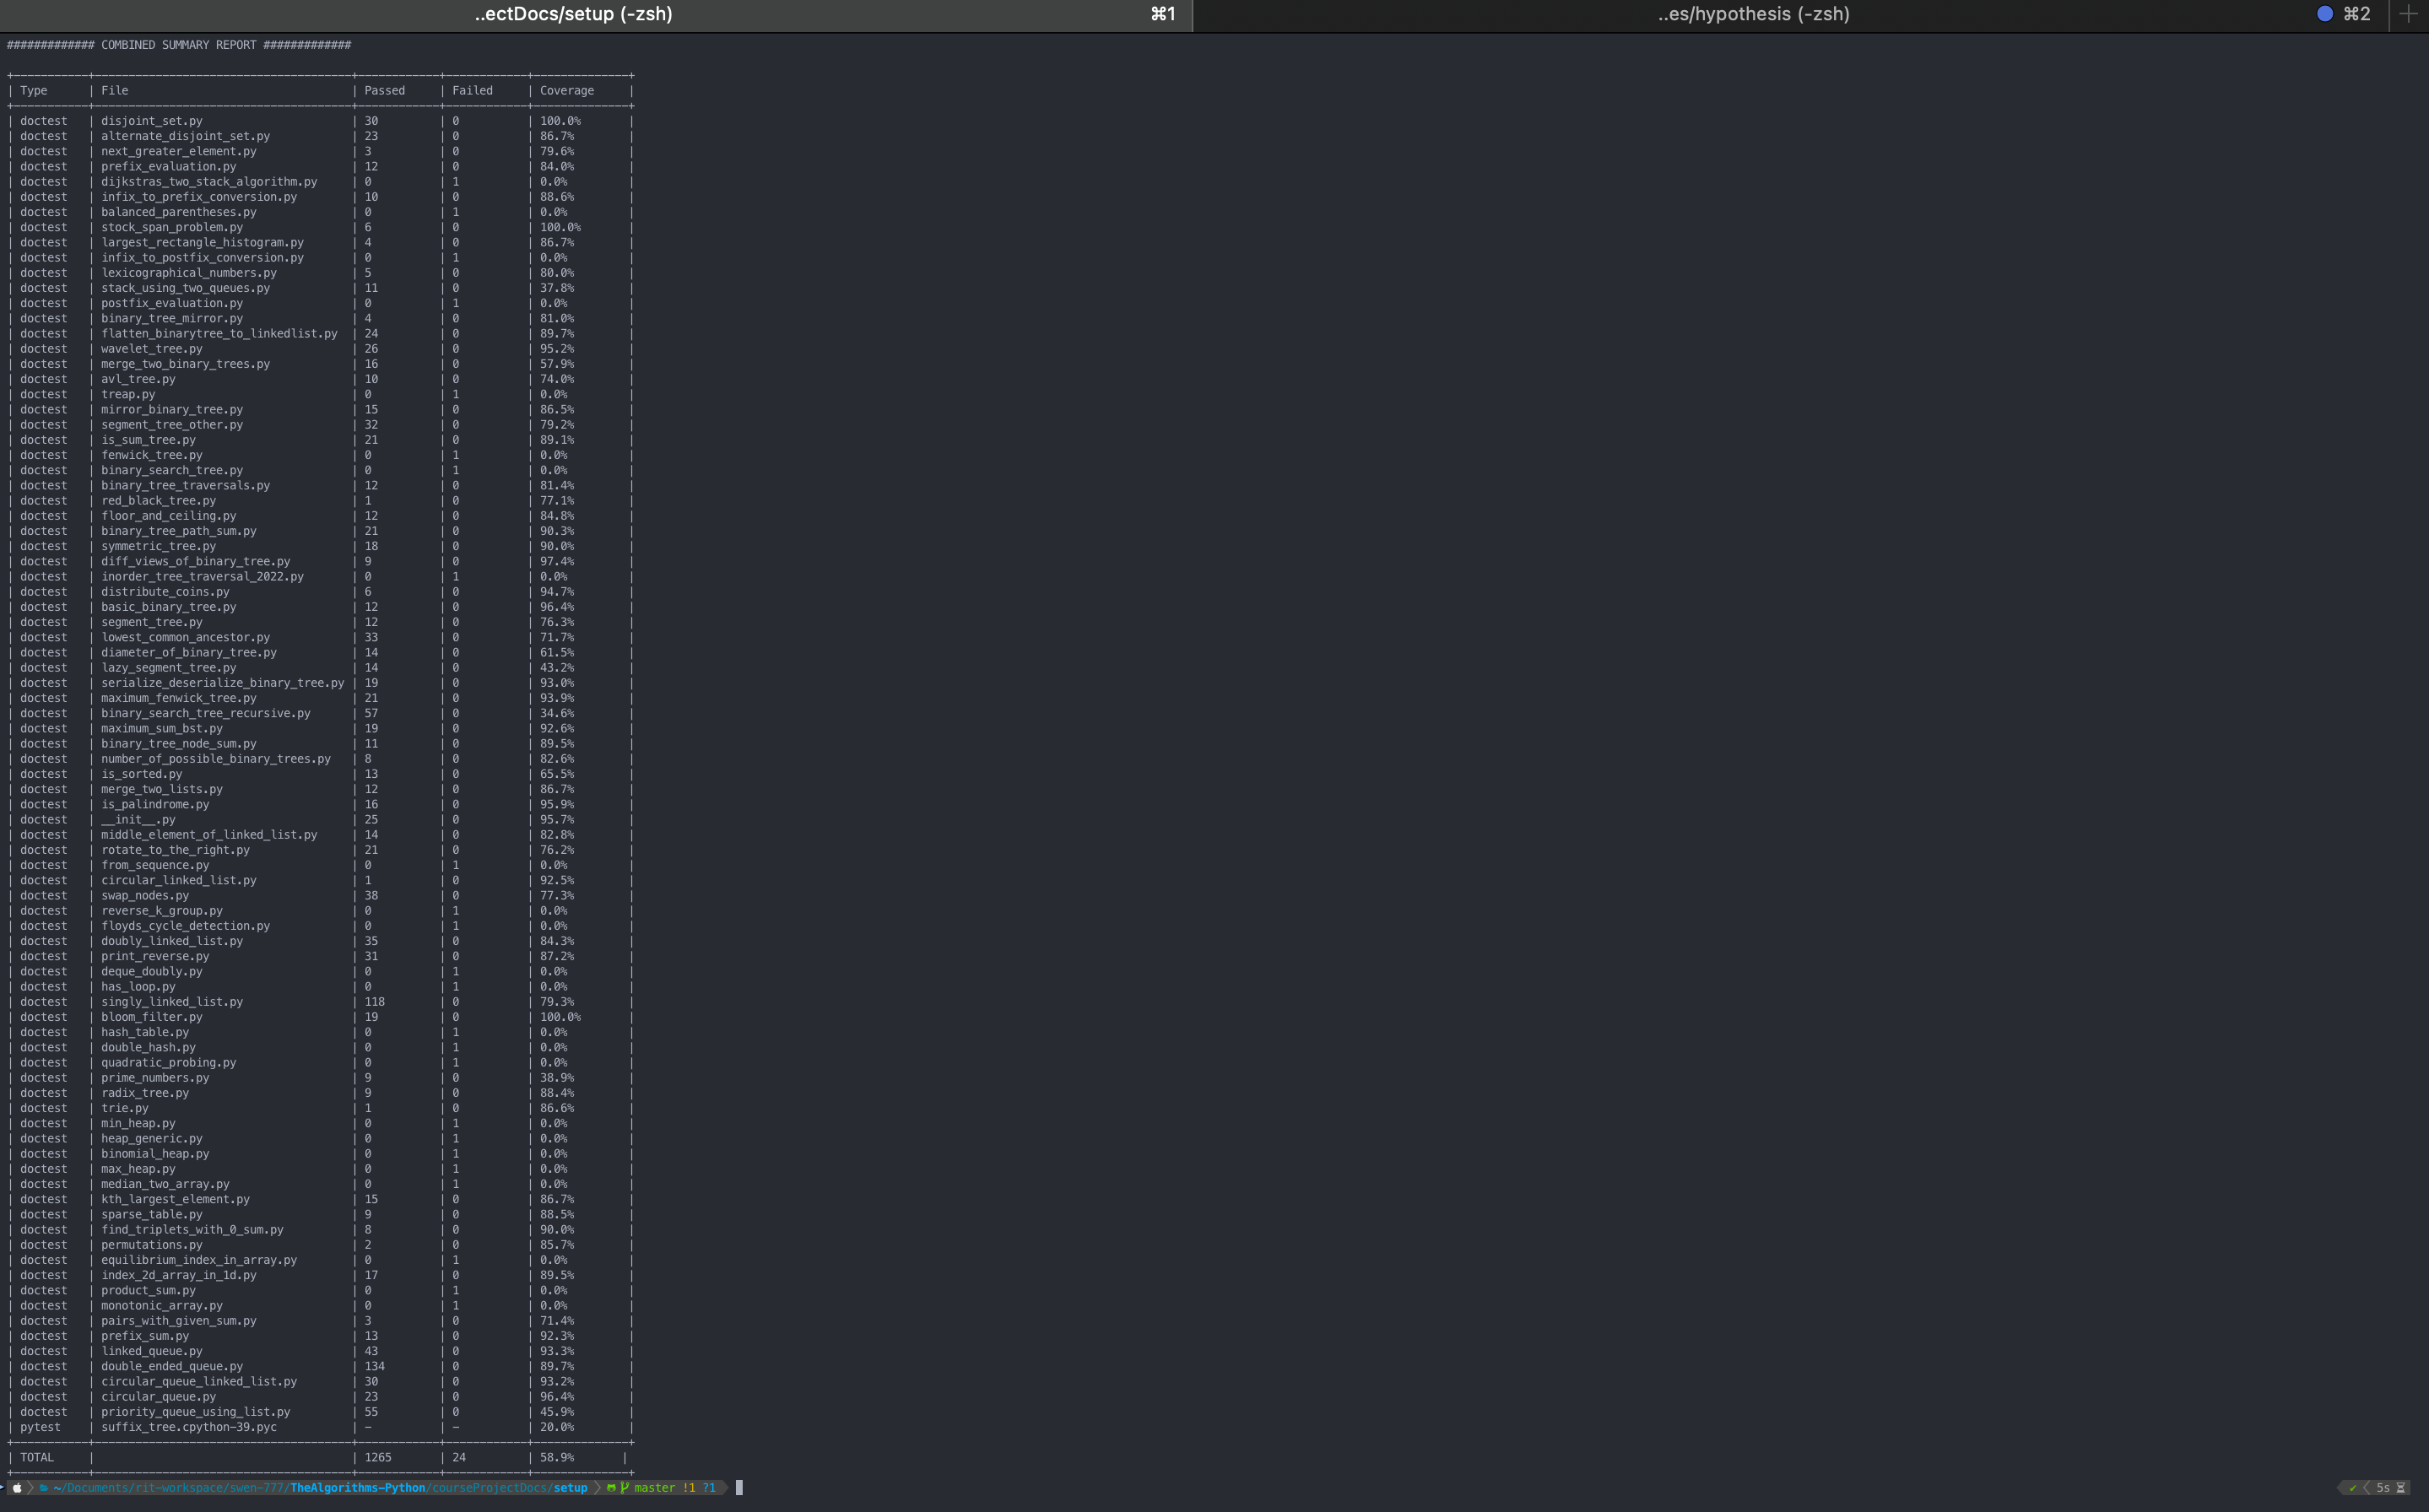 ..ectDocs/setup (-zsh) ⌘1 ..es/hypothesis (-zsh) ⌘2
############# COMBINED SUMMARY REPORT #############
| Type | File | Passed | Failed | Coverage |
| doctest | disjoint_set.py | 30 | 0 | 100.0% |
| doctest | alternate_disjoint_set.py | 23 | 0 | 86.7% |
| doctest | next_greater_element.py | 3 | 0 | 79.6% |
| doctest | prefix_evaluation.py | 12 | 0 | 84.0% |
| doctest | dijkstras_two_stack_algorithm.py | 0 | 1 | 0.0% |
| doctest | infix_to_prefix_conversion.py | 10 | 0 | 88.6% |
| doctest | balanced_parentheses.py | 0 | 1 | 0.0% |
| doctest | stock_span_problem.py | 6 | 0 | 100.0% |
| doctest | largest_rectangle_histogram.py | 4 | 0 | 86.7% |
| doctest | infix_to_postfix_conversion.py | 0 | 1 | 0.0% |
| doctest | lexicographical_numbers.py | 5 | 0 | 80.0% |
| doctest | stack_using_two_queues.py | 11 | 0 | 37.8% |
| doctest | postfix_evaluation.py | 0 | 1 | 0.0% |
| doctest | binary_tree_mirror.py | 4 | 0 | 81.0% |
| doctest | flatten_binarytree_to_linkedlist.py | 24 | 0 | 89.7% |
| doctest | wavelet_tree.py | 26 | 0 | 95.2% |
| doctest | merge_two_binary_trees.py | 16 | 0 | 57.9% |
| doctest | avl_tree.py | 10 | 0 | 74.0% |
| doctest | treap.py | 0 | 1 | 0.0% |
| doctest | mirror_binary_tree.py | 15 | 0 | 86.5% |
| doctest | segment_tree_other.py | 32 | 0 | 79.2% |
| doctest | is_sum_tree.py | 21 | 0 | 89.1% |
| doctest | fenwick_tree.py | 0 | 1 | 0.0% |
| doctest | binary_search_tree.py | 0 | 1 | 0.0% |
| doctest | binary_tree_traversals.py | 12 | 0 | 81.4% |
| doctest | red_black_tree.py | 1 | 0 | 77.1% |
| doctest | floor_and_ceiling.py | 12 | 0 | 84.8% |
| doctest | binary_tree_path_sum.py | 21 | 0 | 90.3% |
| doctest | symmetric_tree.py | 18 | 0 | 90.0% |
| doctest | diff_views_of_binary_tree.py | 9 | 0 | 97.4% |
| doctest | inorder_tree_traversal_2022.py | 0 | 1 | 0.0% |
| doctest | distribute_coins.py | 6 | 0 | 94.7% |
| doctest | basic_binary_tree.py | 12 | 0 | 96.4% |
| doctest | segment_tree.py | 12 | 0 | 76.3% |
| doctest | lowest_common_ancestor.py | 33 | 0 | 71.7% |
| doctest | diameter_of_binary_tree.py | 14 | 0 | 61.5% |
| doctest | lazy_segment_tree.py | 14 | 0 | 43.2% |
| doctest | serialize_deserialize_binary_tree.py | 19 | 0 | 93.0% |
| doctest | maximum_fenwick_tree.py | 21 | 0 | 93.9% |
| doctest | binary_search_tree_recursive.py | 57 | 0 | 34.6% |
| doctest | maximum_sum_bst.py | 19 | 0 | 92.6% |
| doctest | binary_tree_node_sum.py | 11 | 0 | 89.5% |
| doctest | number_of_possible_binary_trees.py | 8 | 0 | 82.6% |
| doctest | is_sorted.py | 13 | 0 | 65.5% |
| doctest | merge_two_lists.py | 12 | 0 | 86.7% |
| doctest | is_palindrome.py | 16 | 0 | 95.9% |
| doctest | __init__.py | 25 | 0 | 95.7% |
| doctest | middle_element_of_linked_list.py | 14 | 0 | 82.8% |
| doctest | rotate_to_the_right.py | 21 | 0 | 76.2% |
| doctest | from_sequence.py | 0 | 1 | 0.0% |
| doctest | circular_linked_list.py | 1 | 0 | 92.5% |
| doctest | swap_nodes.py | 38 | 0 | 77.3% |
| doctest | reverse_k_group.py | 0 | 1 | 0.0% |
| doctest | floyds_cycle_detection.py | 0 | 1 | 0.0% |
| doctest | doubly_linked_list.py | 35 | 0 | 84.3% |
| doctest | print_reverse.py | 31 | 0 | 87.2% |
| doctest | deque_doubly.py | 0 | 1 | 0.0% |
| doctest | has_loop.py | 0 | 1 | 0.0% |
| doctest | singly_linked_list.py | 118 | 0 | 79.3% |
| doctest | bloom_filter.py | 19 | 0 | 100.0% |
| doctest | hash_table.py | 0 | 1 | 0.0% |
| doctest | double_hash.py | 0 | 1 | 0.0% |
| doctest | quadratic_probing.py | 0 | 1 | 0.0% |
| doctest | prime_numbers.py | 9 | 0 | 38.9% |
| doctest | radix_tree.py | 9 | 0 | 88.4% |
| doctest | trie.py | 1 | 0 | 86.6% |
| doctest | min_heap.py | 0 | 1 | 0.0% |
| doctest | heap_generic.py | 0 | 1 | 0.0% |
| doctest | binomial_heap.py | 0 | 1 | 0.0% |
| doctest | max_heap.py | 0 | 1 | 0.0% |
| doctest | median_two_array.py | 0 | 1 | 0.0% |
| doctest | kth_largest_element.py | 15 | 0 | 86.7% |
| doctest | sparse_table.py | 9 | 0 | 88.5% |
| doctest | find_triplets_with_0_sum.py | 8 | 0 | 90.0% |
| doctest | permutations.py | 2 | 0 | 85.7% |
| doctest | equilibrium_index_in_array.py | 0 | 1 | 0.0% |
| doctest | index_2d_array_in_1d.py | 17 | 0 | 89.5% |
| doctest | product_sum.py | 0 | 1 | 0.0% |
| doctest | monotonic_array.py | 0 | 1 | 0.0% |
| doctest | pairs_with_given_sum.py | 3 | 0 | 71.4% |
| doctest | prefix_sum.py | 13 | 0 | 92.3% |
| doctest | linked_queue.py | 43 | 0 | 93.3% |
| doctest | double_ended_queue.py | 134 | 0 | 89.7% |
| doctest | circular_queue_linked_list.py | 30 | 0 | 93.2% |
| doctest | circular_queue.py | 23 | 0 | 96.4% |
| doctest | priority_queue_using_list.py | 55 | 0 | 45.9% |
| pytest | suffix_tree.cpython-39.pyc | - | - | 20.0% |
| TOTAL | | 1265 | 24 | 58.9% |
~/Documents/rit-workspace/swen-777/TheAlgorithms-Python/courseProjectDocs/setup master !1 ?1 ✔ 5s